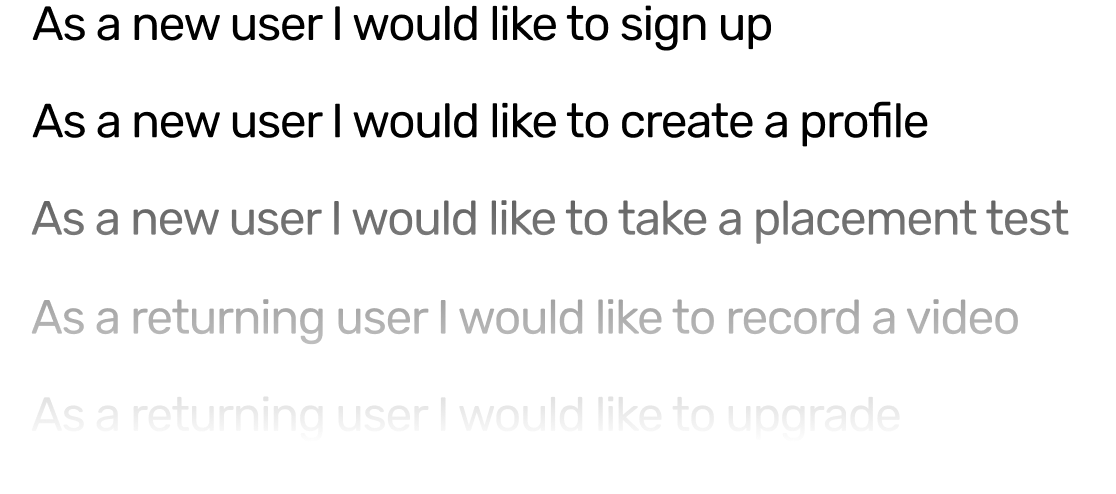 As a new user I would like to sign up
As a new user I would like to create a profile
As a new user I would like to take a placement test
As a returning user I would like to record a video
As a returning user I would like to upgrade